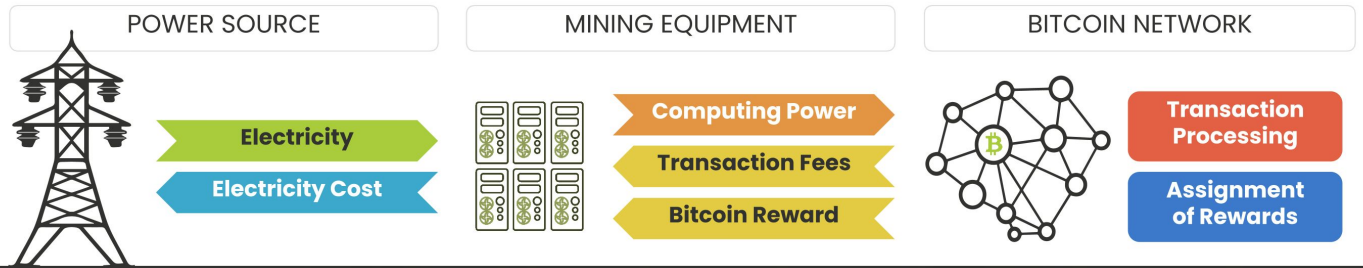 POWER SOURCE
MINING EQUIPMENT
BITCOIN NETWORK
Electricity
Electricity Cost
Computing Power
Transaction Fees
Bitcoin Reward
Transaction
Processing
Assignment
of Rewards